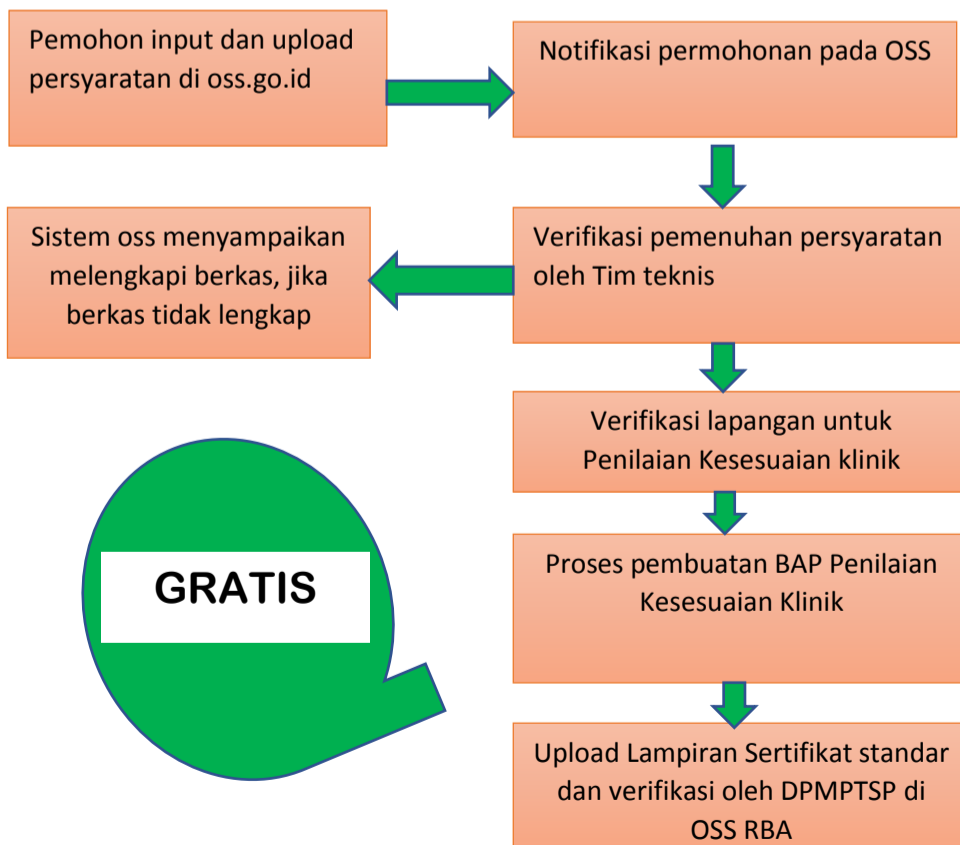 Pemohon input dan upload
persyaratan di oss.go.id
Notifikasi permohonan pada OSS
Verifikasi pemenuhan persyaratan
oleh Tim teknis
Sistem oss menyampaikan
melengkapi berkas, jika
berkas tidak lengkap
Verifikasi lapangan untuk
Penilaian Kesesuaian klinik
Proses pembuatan BAP Penilaian
Kesesuaian Klinik
Upload Lampiran Sertifikat standar
dan verifikasi oleh DPMPTSP di
OSS RBA
GRATIS